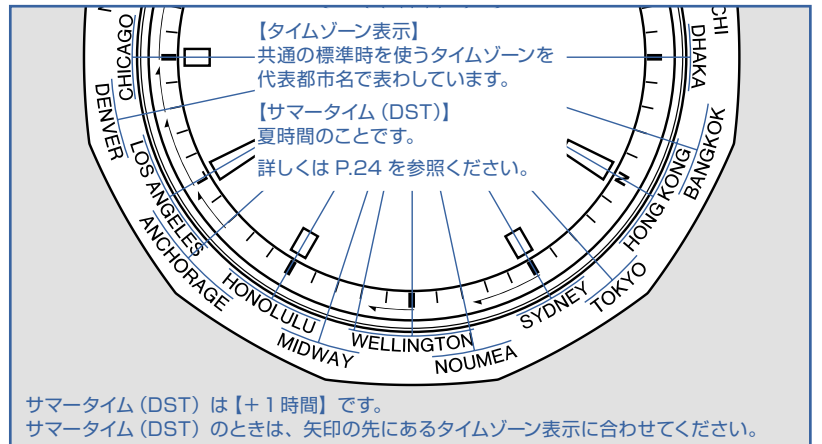 【タイムゾーン表示】
共通の標準時を使うタイムゾーンを
代表都市名で表わしています。
【サマータイム（DST）】
夏時間のことです。
詳しくは P.24 を参照ください。
CHICAGO
DENVER
LOS ANGELES
ANCHORAGE
HONOLULU
MIDWAY
WELLINGTON
NOUMEA
SYDNEY
TOKYO
HONG KONG
BANGKOK
DHAKA
CHI
サマータイム（DST）は【＋1時間】です。
サマータイム（DST）のときは、矢印の先にあるタイムゾーン表示に合わせてください。